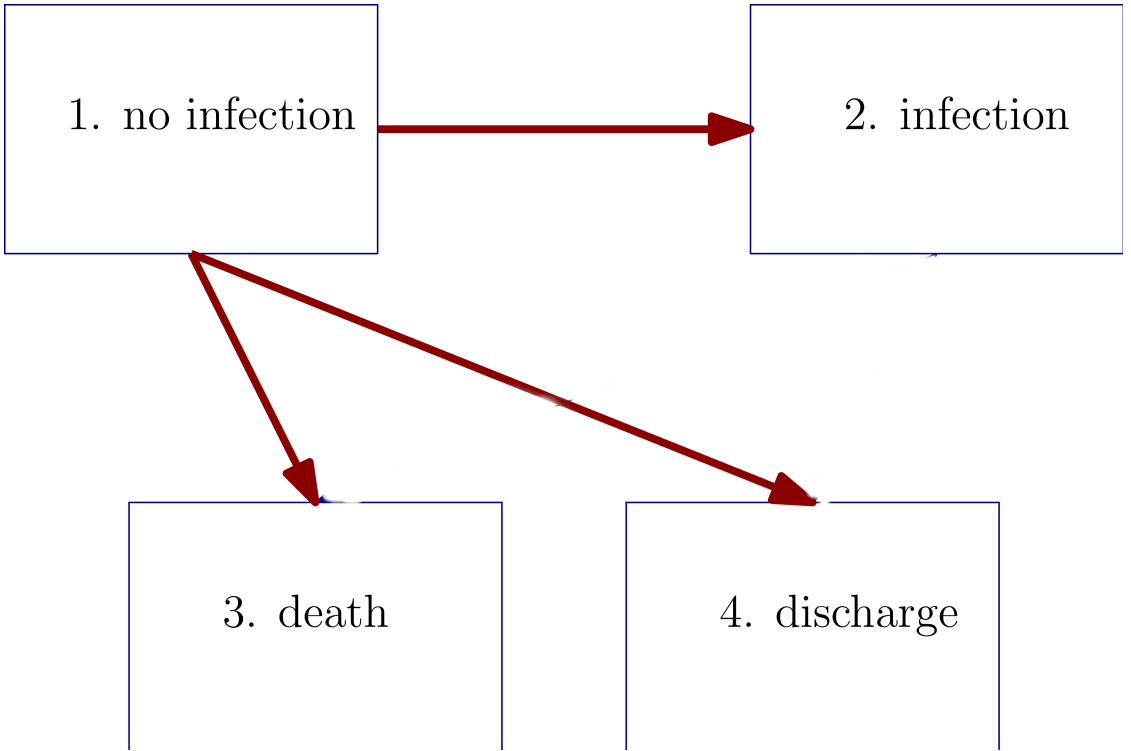 1. no infection
2. infection
3. death
4. discharge